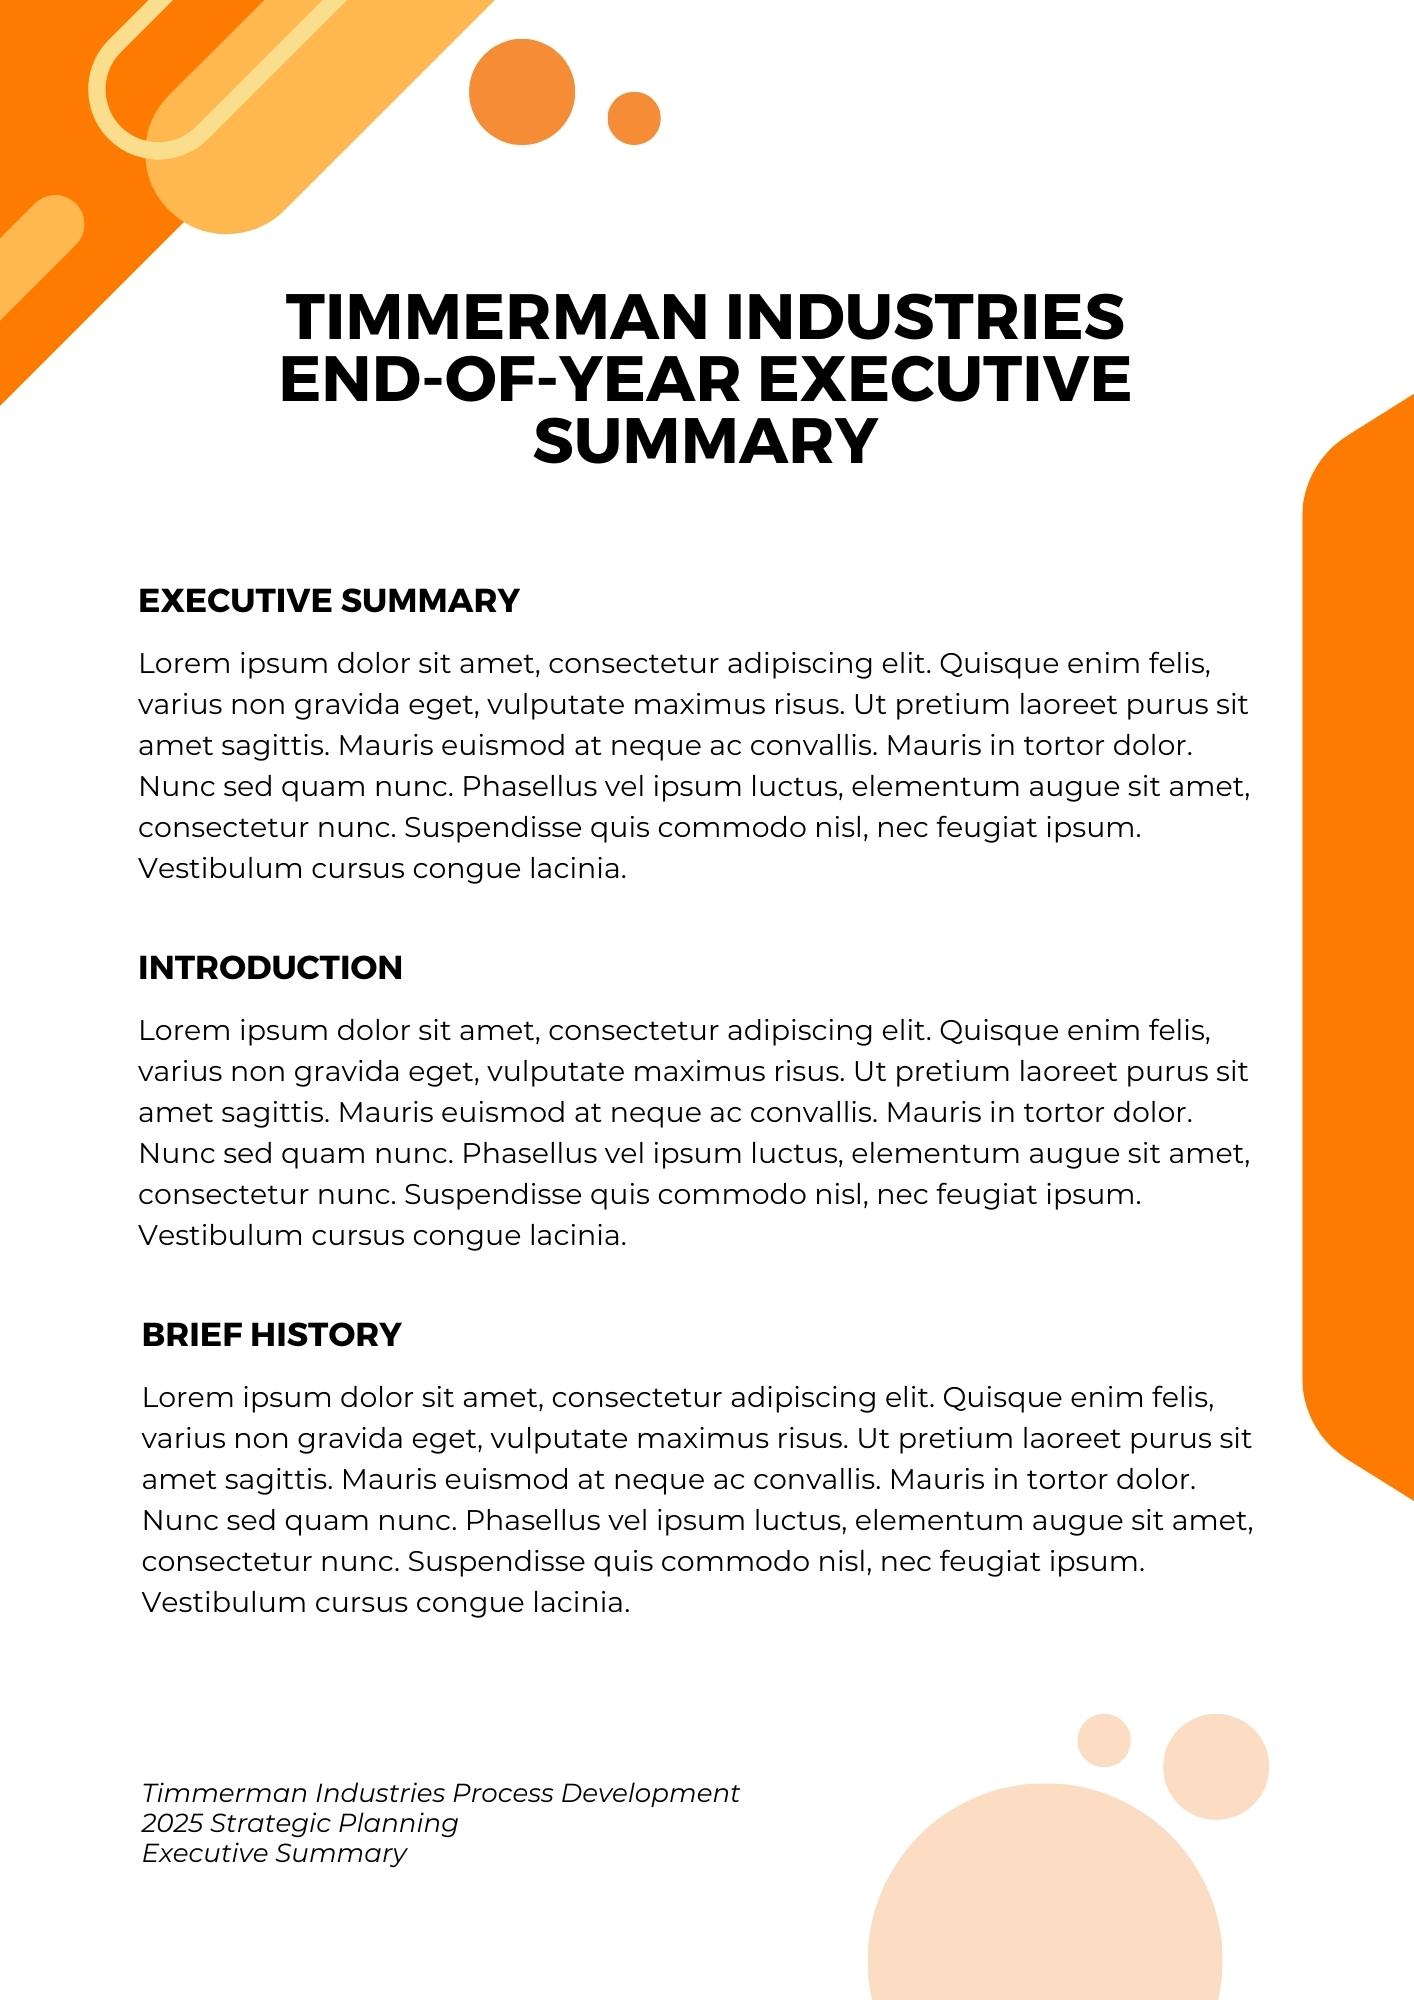 TIMMERMAN INDUSTRIES
END-OF-YEAR EXECUTIVE
SUMMARY
EXECUTIVE SUMMARY
Lorem ipsum dolor sit amet, consectetur adipiscing elit. Quisque enim felis,
varius non gravida eget, vulputate maximus risus. Ut pretium laoreet purus sit
amet sagittis. Mauris euismod at neque ac convallis. Mauris in tortor dolor.
Nunc sed quam nunc. Phasellus vel ipsum luctus, elementum augue sit amet,
consectetur nunc. Suspendisse quis commodo nisl, nec feugiat ipsum.
Vestibulum cursus congue lacinia.
INTRODUCTION
Lorem ipsum dolor sit amet, consectetur adipiscing elit. Quisque enim felis,
varius non gravida eget, vulputate maximus risus. Ut pretium laoreet purus sit
amet sagittis. Mauris euismod at neque ac convallis. Mauris in tortor dolor.
Nunc sed quam nunc. Phasellus vel ipsum luctus, elementum augue sit amet,
consectetur nunc. Suspendisse quis commodo nisl, nec feugiat ipsum.
Vestibulum cursus congue lacinia.
BRIEF HISTORY
Lorem ipsum dolor sit amet, consectetur adipiscing elit. Quisque enim felis,
varius non gravida eget, vulputate maximus risus. Ut pretium laoreet purus sit
amet sagittis. Mauris euismod at neque ac convallis. Mauris in tortor dolor.
Nunc sed quam nunc. Phasellus vel ipsum luctus, elementum augue sit amet,
consectetur nunc. Suspendisse quis commodo nisl, nec feugiat ipsum.
Vestibulum cursus congue lacinia.
Timmerman Industries Process Development
2025 Strategic Planning
Executive Summary